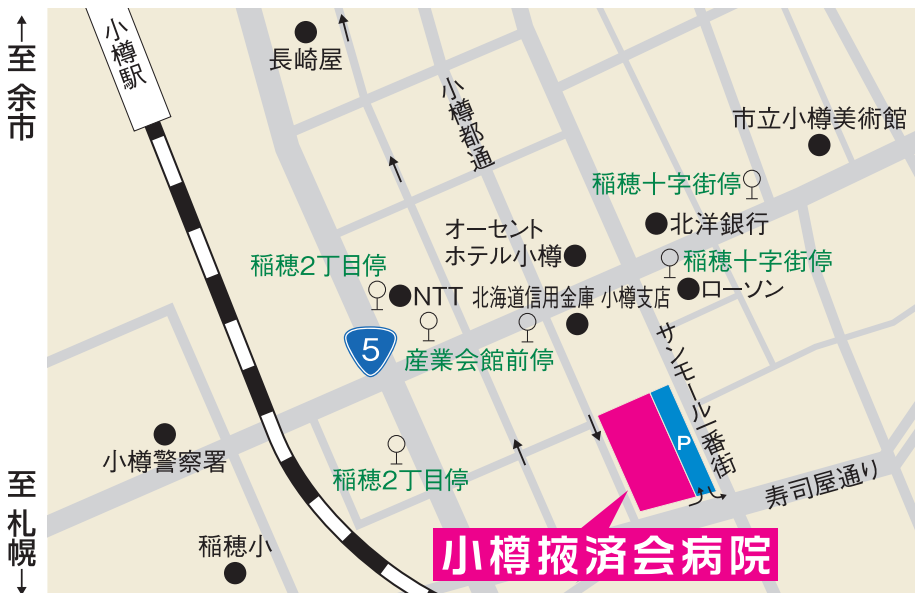 至 余市
小樽駅
長崎屋
小樽都通
市立小樽美術館
稲穂十字街停
北洋銀行
オーセント
ホテル小樽
稲穂十字街停
稲穂2丁目停
NTT
北海道信用金庫 小樽支店
ローソン
5
産業会館前停
サンモール一番街
小樽警察署
稲穂2丁目停
P
寿司屋通り
至 札幌
稲穂小
小樽掖済会病院